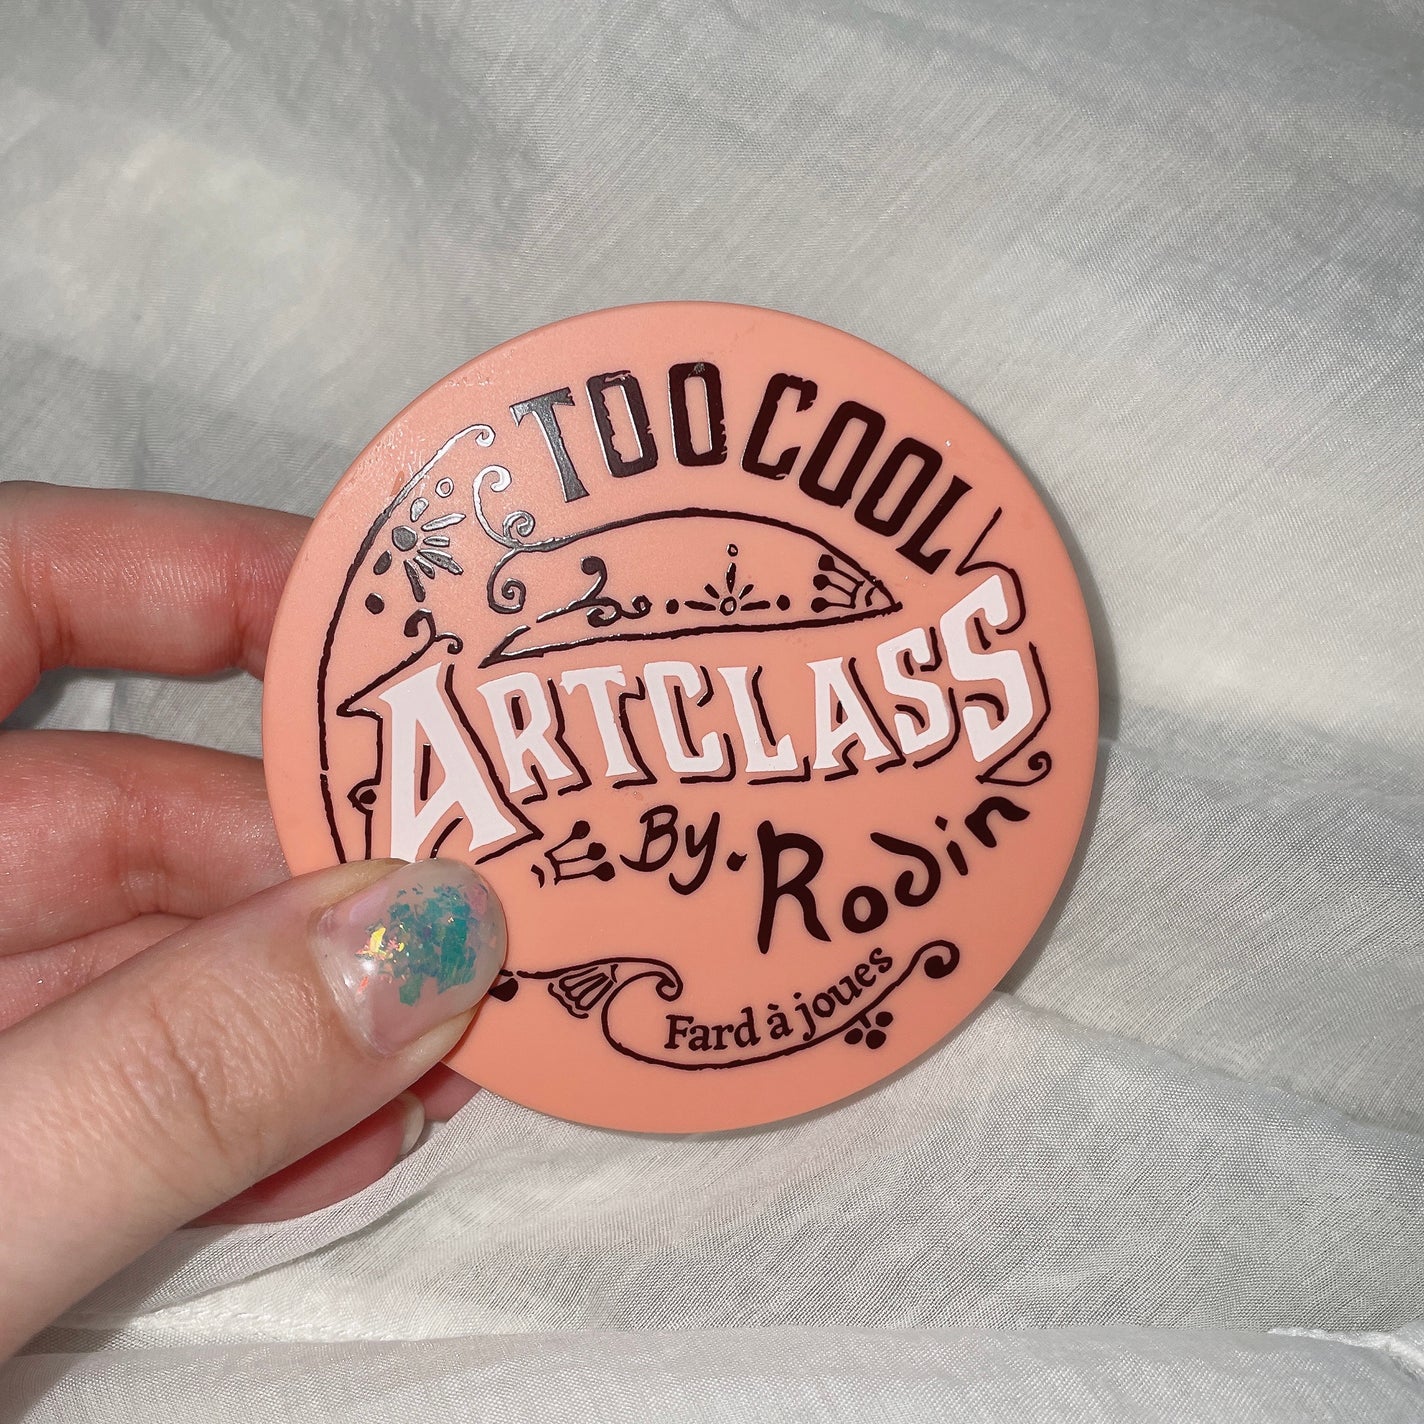 TOO COOL
ARTCLASS
By. Rodin
Fard à joues